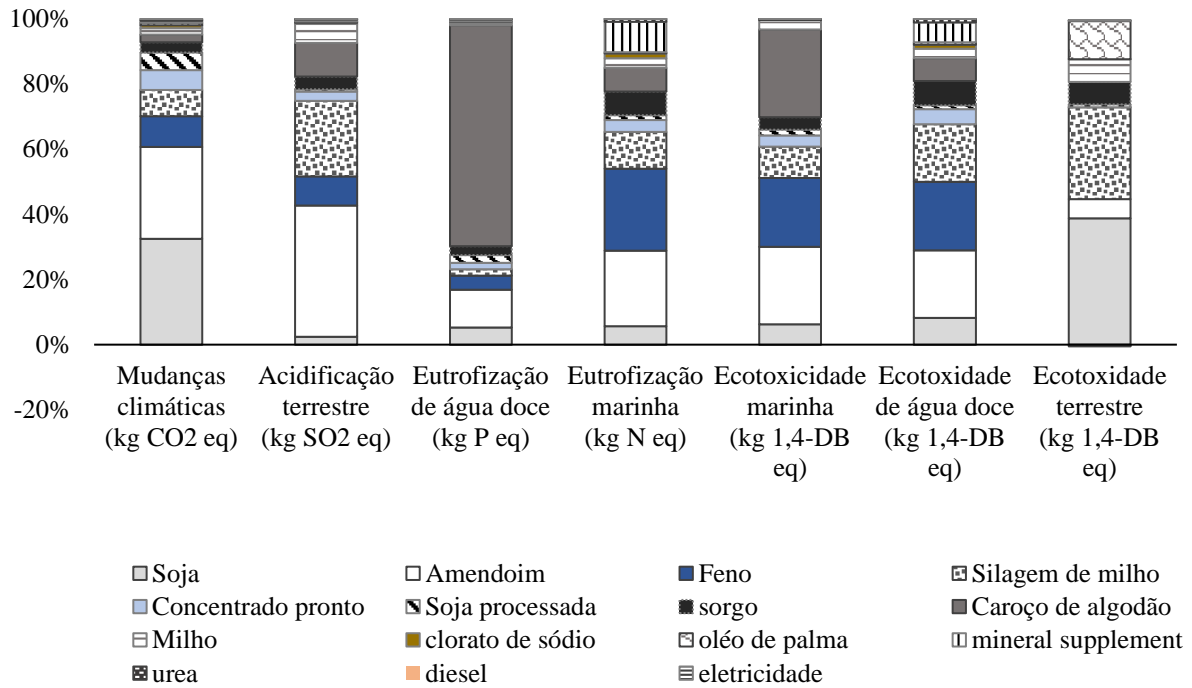 100%
80%
60%
40%
20%
0%
-20%
Mudanças
climáticas
(kg CO2 eq)
Acidificação
terrestre
(kg SO2 eq)
Eutrofização
de água doce
(kg P eq)
Eutrofização
marinha
(kg N eq)
Ecotoxicidade
marinha
(kg 1,4-DB
eq)
Ecotoxidade
de água doce
(kg 1,4-DB
eq)
Ecotoxidade
terrestre
(kg 1,4-DB
eq)
Soja
Amendoim
Feno
Silagem de milho
Concentrado pronto
Soja processada
sorgo
Caroço de algodão
Milho
clorato de sódio
oléo de palma
mineral supplement
urea
diesel
eletricidade